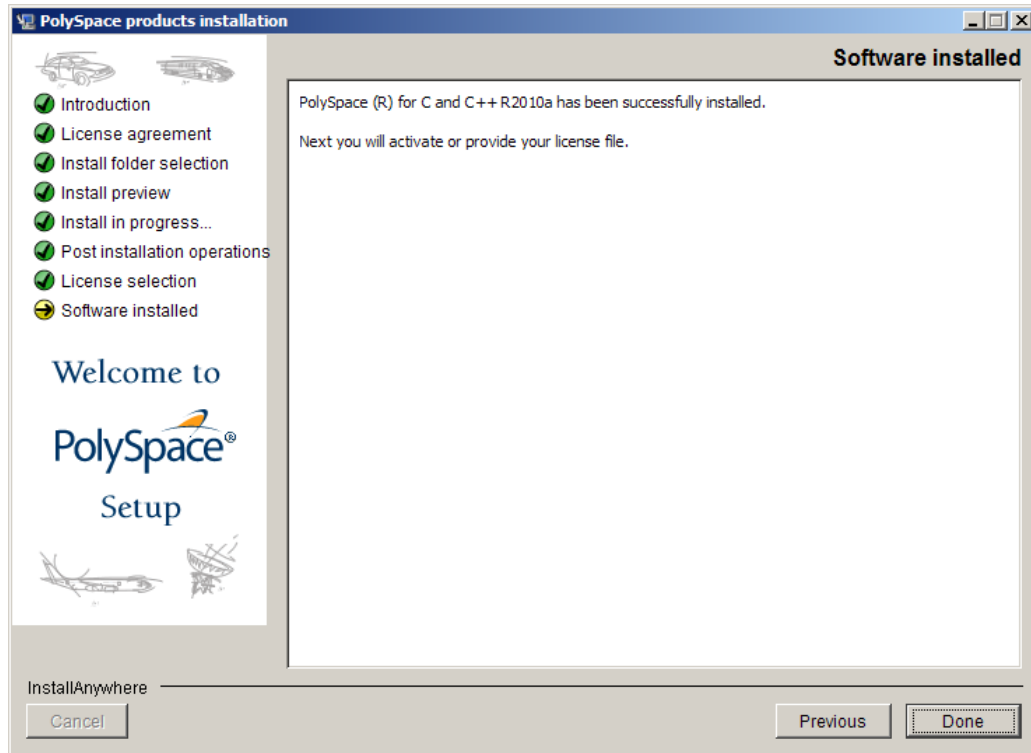 PolySpace products installation
Software installed
Introduction
License agreement
Install folder selection
Install preview
Install in progress...
Post installation operations
License selection
Software installed
PolySpace (R) for C and C++ R2010a has been successfully installed.
Next you will activate or provide your license file.
Welcome to
PolySpace®
Setup
InstallAnywhere
Cancel
Previous
Done